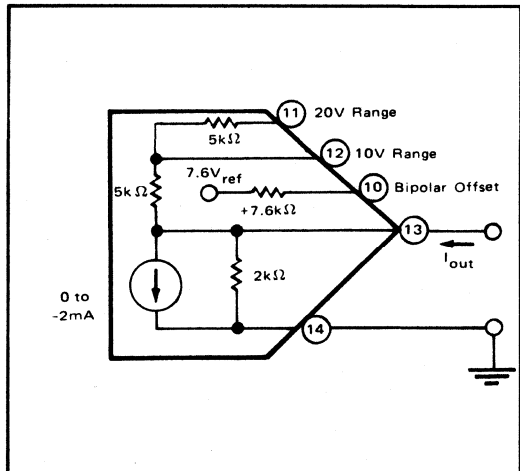 11 20V Range
5kΩ
12 10V Range
7.6Vref
10 Bipolar Offset
5kΩ
+7.6kΩ
13
Iout
2kΩ
0 to
-2mA
14